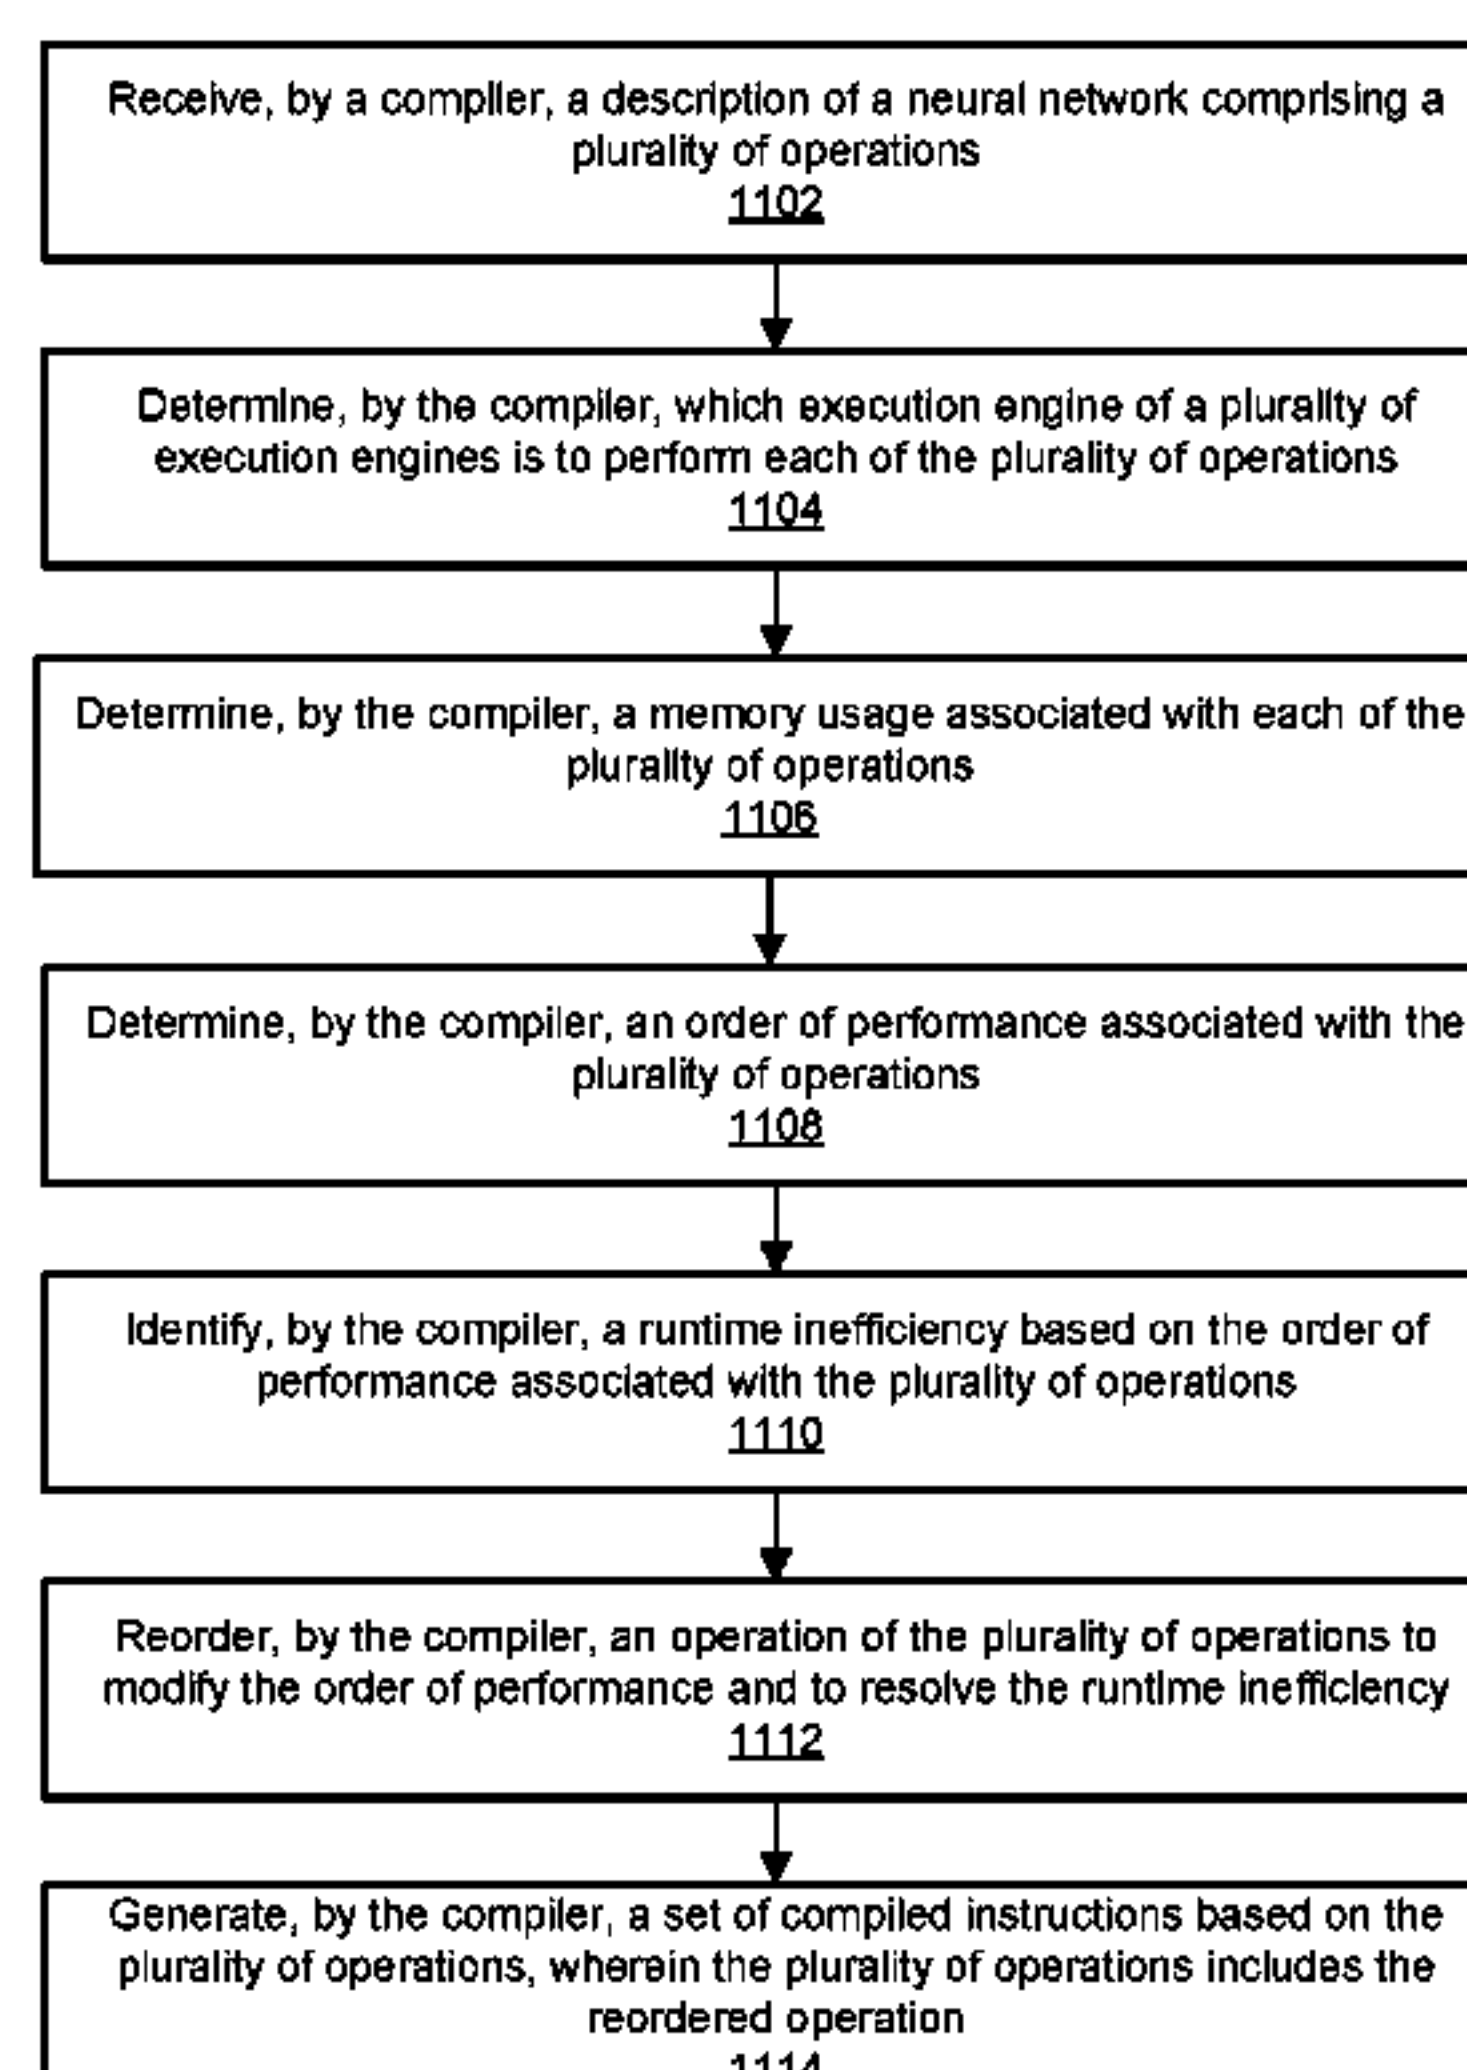 Receive, by a compiler, a description of a neural network comprising a
plurality of operations
1102
Determine, by the compiler, which execution engine of a plurality of
execution engines is to perform each of the plurality of operations
1104
Determine, by the compiler, a memory usage associated with each of the
plurality of operations
1106
Determine, by the compiler, an order of performance associated with the
plurality of operations
1108
Identify, by the compiler, a runtime inefficiency based on the order of
performance associated with the plurality of operations
1110
Reorder, by the compiler, an operation of the plurality of operations to
modify the order of performance and to resolve the runtime inefficiency
1112
Generate, by the compiler, a set of compiled instructions based on the
plurality of operations, wherein the plurality of operations includes the
reordered operation
1114